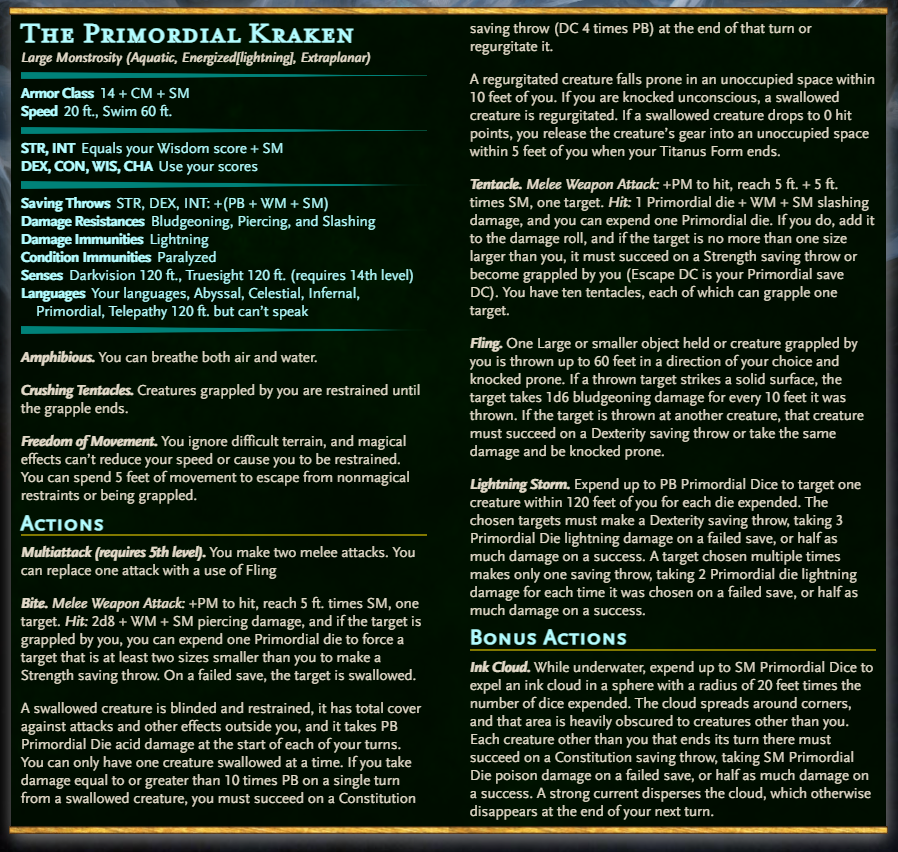 The Primordial Kraken
Large Monstrosity (Aquatic, Energized[lightning], Extraplanar)
Armor Class 14 + CM + SM
Speed 20 ft., Swim 60 ft.
STR, INT Equals your Wisdom score + SM
DEX, CON, WIS, CHA Use your scores
Saving Throws STR, DEX, INT: +(PB + WM + SM)
Damage Resistances Bludgeoning, Piercing, and Slashing
Damage Immunities Lightning
Condition Immunities Paralyzed
Senses Darkvision 120 ft., Truesight 120 ft. (requires 14th level)
Languages Your languages, Abyssal, Celestial, Infernal,
Primordial, Telepathy 120 ft. but can't speak
Amphibious. You can breathe both air and water.
Crushing Tentacles. Creatures grappled by you are restrained until
the grapple ends.
Freedom of Movement. You ignore difficult terrain, and magical
effects can't reduce your speed or cause you to be restrained.
You can spend 5 feet of movement to escape from nonmagical
restraints or being grappled.
Actions
Multiattack (requires 5th level). You make two melee attacks. You
can replace one attack with a use of Fling
Bite. Melee Weapon Attack: +PM to hit, reach 5 ft. times SM, one
target. Hit: 2d8 + WM + SM piercing damage, and if the target is
grappled by you, you can expend one Primordial die to force a
target that is at least two sizes smaller than you to make a
Strength saving throw. On a failed save, the target is swallowed.
A swallowed creature is blinded and restrained, it has total cover
against attacks and other effects outside you, and it takes PB
Primordial Die acid damage at the start of each of your turns.
You can only have one creature swallowed at a time. If you take
damage equal to or greater than 10 times PB on a single turn
from a swallowed creature, you must succeed on a Constitution
saving throw (DC 4 times PB) at the end of that turn or
regurgitate it.
A regurgitated creature falls prone in an unoccupied space within
10 feet of you. If you are knocked unconscious, a swallowed
creature is regurgitated. If a swallowed creature drops to 0 hit
points, you release the creature's gear into an unoccupied space
within 5 feet of you when your Titanus Form ends.
Tentacle. Melee Weapon Attack: +PM to hit, reach 5 ft. + 5 ft.
times SM, one target. Hit: 1 Primordial die + WM + SM slashing
damage, and you can expend one Primordial die. If you do, add it
to the damage roll, and if the target is no more than one size
larger than you, it must succeed on a Strength saving throw or
become grappled by you (Escape DC is your Primordial save
DC). You have ten tentacles, each of which can grapple one
target.
Fling. One Large or smaller object held or creature grappled by
you is thrown up to 60 feet in a direction of your choice and
knocked prone. If a thrown target strikes a solid surface, the
target takes 1d6 bludgeoning damage for every 10 feet it was
thrown. If the target is thrown at another creature, that creature
must succeed on a Dexterity saving throw or take the same
damage and be knocked prone.
Lightning Storm. Expend up to PB Primordial Dice to target one
creature within 120 feet of you for each die expended. The
chosen targets must make a Dexterity saving throw, taking 3
Primordial Die lightning damage on a failed save, or half as
much damage on a success. A target chosen multiple times
makes only one saving throw, taking 2 Primordial die lightning
damage for each time it was chosen on a failed save, or half as
much damage on a success.
Bonus Actions
Ink Cloud. While underwater, expend up to SM Primordial Dice to
expel an ink cloud in a sphere with a radius of 20 feet times the
number of dice expended. The cloud spreads around corners,
and that area is heavily obscured to creatures other than you.
Each creature other than you that ends its turn there must
succeed on a Constitution saving throw, taking SM Primordial
Die poison damage on a failed save, or half as much damage on
a success. A strong current disperses the cloud, which otherwise
disappears at the end of your next turn.